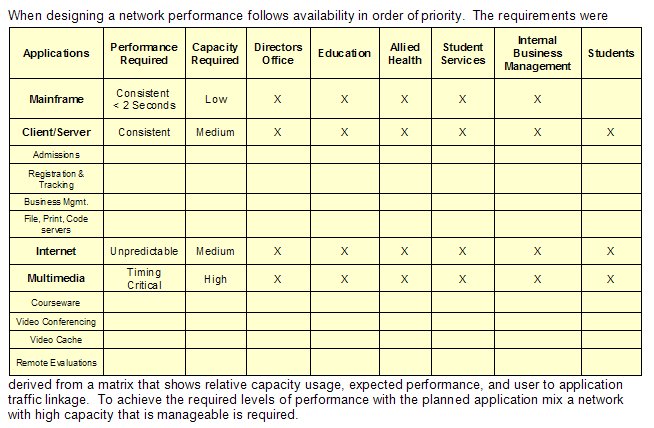 When designing a network performance follows availability in order of priority.  The requirements were
Applications Performance Required Capacity Required Directors Office Education Allied Health Student Services Internal Business Management Students
Mainframe Consistent < 2 Seconds Low X X X X X
Client/Server Consistent Medium X X X X X X
Admissions
Registration & Tracking
Business Mgmt.
File, Print, Code servers
Internet Unpredictable Medium X X X X X X
Multimedia Timing Critical High X X X X X X
Courseware
Video Conferencing
Video Cache
Remote Evaluations
derived from a matrix that shows relative capacity usage, expected performance, and user to application
traffic linkage.  To achieve the required levels of performance with the planned application mix a network
with high capacity that is manageable is required.